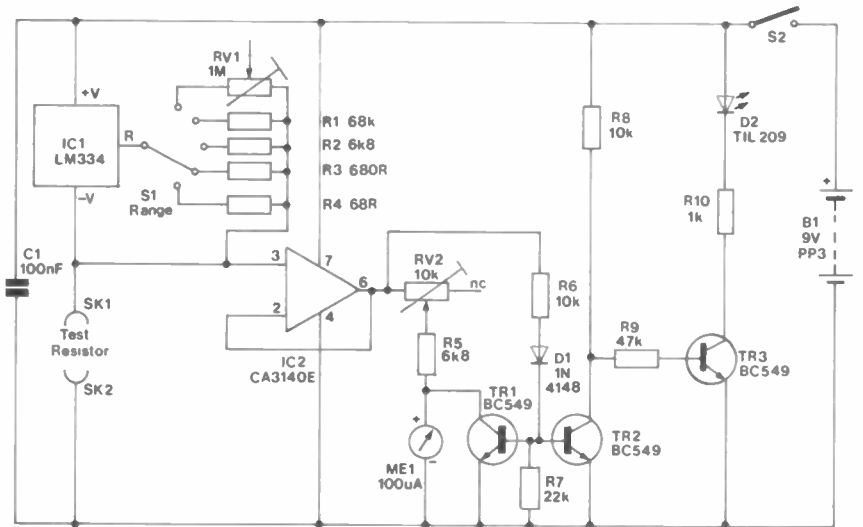 RV1
1M
S2
+V
IC1
LM334
R
R1 68k
R2 6k8
R3 680R
R4 68R
S1
Range
-V
R8
10k
D2
TIL 209
R10
1k
+
B1
9V
PP3
C1
100nF
3
7
2
6
4
IC2
CA3140E
RV2
10k
nc
R6
10k
SK1
Test
Resistor
SK2
R5
6k8
D1
1N
4148
R9
47k
TR3
BC549
TR1
BC549
TR2
BC549
+
-
ME1
100uA
R7
22k